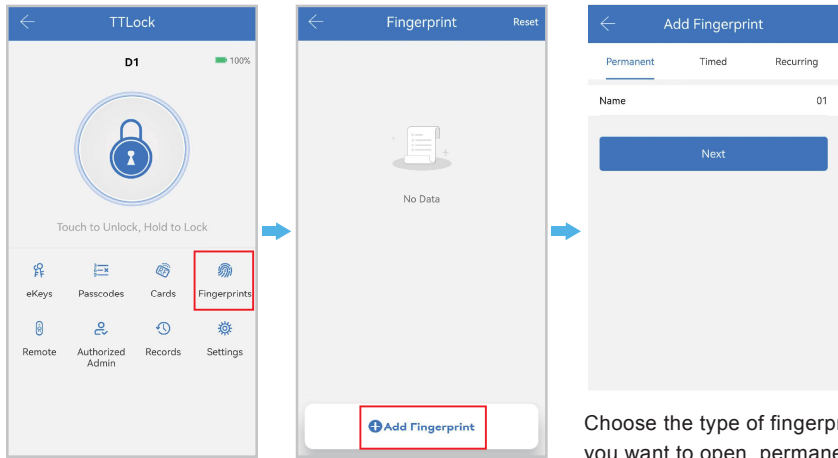 TTLock
D1
100%
Touch to Unlock, Hold to Lock
eKeys Passcodes Cards Fingerprints
Remote Authorized Admin Records Settings
Fingerprint Reset
No Data
Add Fingerprint
Add Fingerprint
Permanent Timed Recurring
Name 01
Next
Choose the type of
you want to open